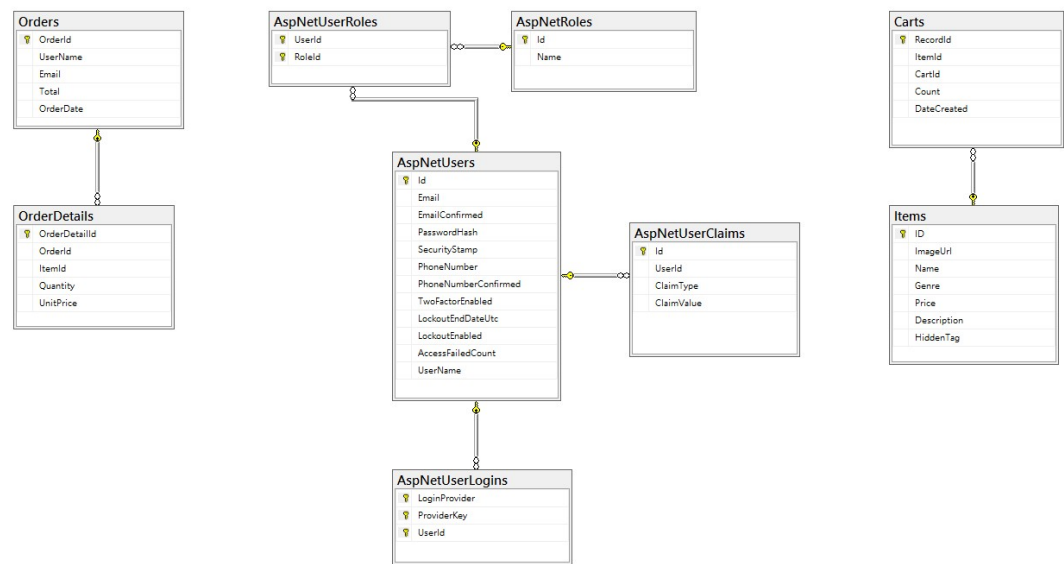 Orders
OrderId
UserName
Email
Total
OrderDate
OrderDetails
OrderDetailId
OrderId
ItemId
Quantity
UnitPrice
AspNetUserRoles
UserId
RoleId
AspNetRoles
Id
Name
AspNetUsers
Id
Email
EmailConfirmed
PasswordHash
SecurityStamp
PhoneNumber
PhoneNumberConfirmed
TwoFactorEnabled
LockoutEndDateUtc
LockoutEnabled
AccessFailedCount
UserName
AspNetUserClaims
Id
UserId
ClaimType
ClaimValue
AspNetUserLogins
LoginProvider
ProviderKey
UserId
Carts
RecordId
ItemId
CartId
Count
DateCreated
Items
ID
ImageUrl
Name
Genre
Price
Description
HiddenTag